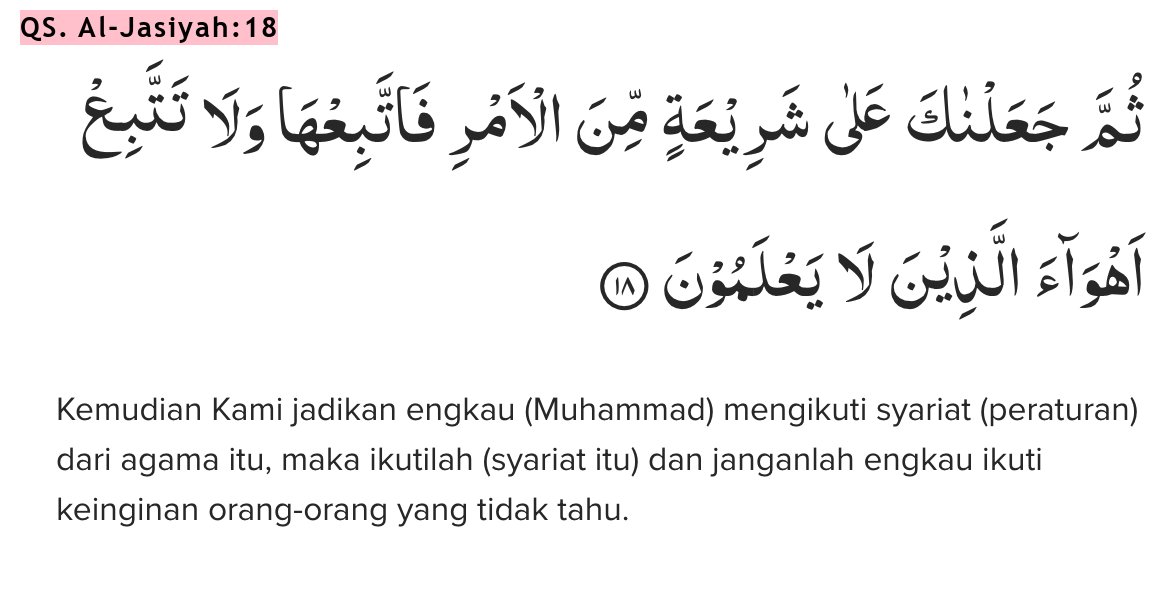 QS. Al-Jasiyah:18
ثُمَّ جَعَلْنٰكَ عَلٰى شَرِيْعَةٍ مِّنَ الْاَمْرِ فَاتَّبِعْهَا وَلَا تَتَّبِعْ
اَهْوَاۤءَ الَّذِيْنَ لَا يَعْلَمُوْنَ ١٨
Kemudian Kami jadikan engkau (Muhammad) mengikuti syariat (peraturan)
dari agama itu, maka ikutilah (syariat itu) dan janganlah engkau ikuti
keinginan orang-orang yang tidak tahu.